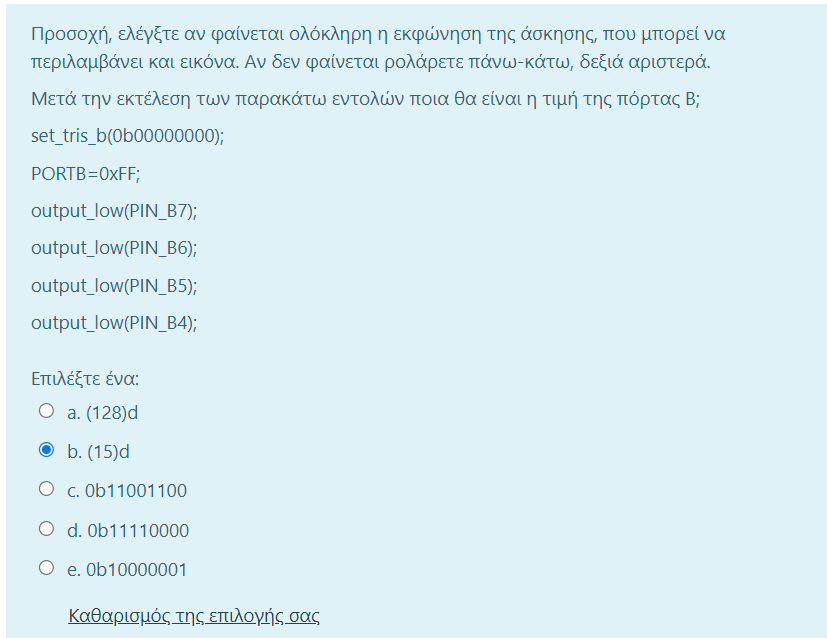 Προσοχή, ελέγξτε αν φαίνεται ολόκληρη η εκφώνηση της άσκησης, που μπορεί να
περιλαμβάνει και εικόνα. Αν δεν φαίνεται ρολάρετε πάνω-κάτω, δεξιά αριστερά.
Μετά την εκτέλεση των παρακάτω εντολών ποια θα είναι η τιμή της πόρτας Β;
set_tris_b(0b00000000);
PORTB=0xFF;
output_low(PIN_B7);
output_low(PIN_B6);
output_low(PIN_B5);
output_low(PIN_B4);
Επιλέξτε ένα:
a. (128)d
b. (15)d
c. 0b11001100
d. 0b11110000
e. 0b10000001
Καθαρισμός της επιλογής σας